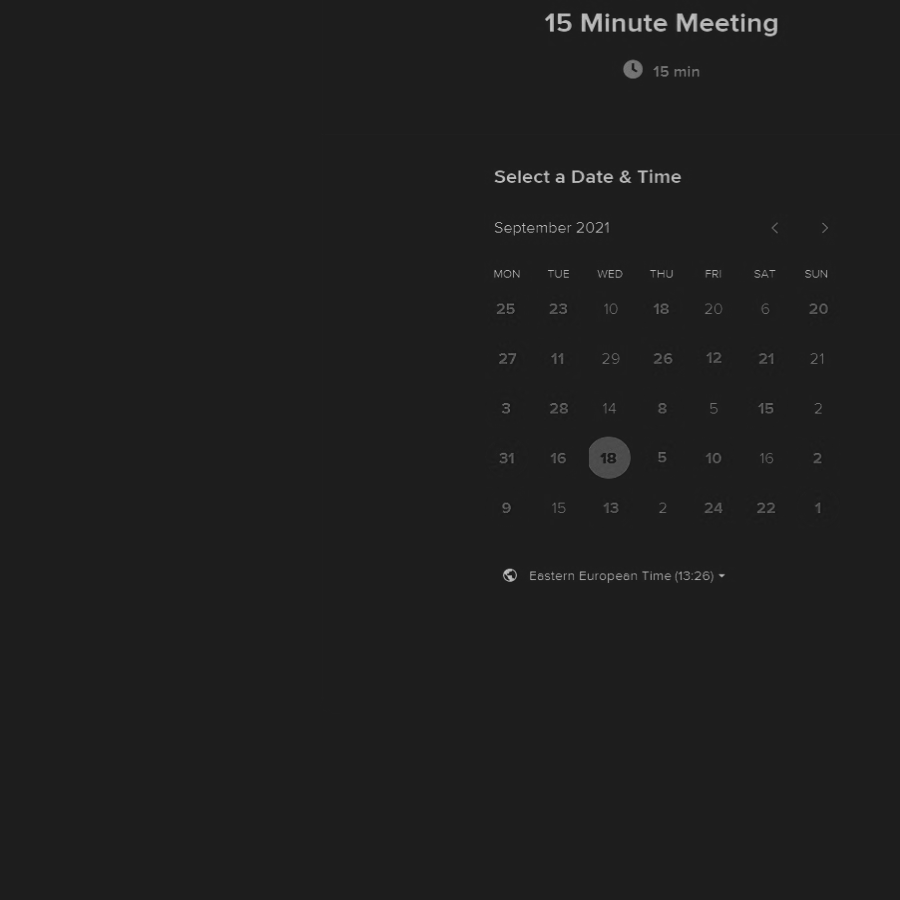 15 Minute Meeting
15 min
Select a Date & Time
September 2021
MON TUE WED THU FRI SAT SUN
25 23 10 18 20 6 20
27 11 29 26 12 21 21
3 28 14 8 5 15 2
31 16 18 5 10 16 2
9 15 13 2 24 22 1
Eastern European Time (13:26)